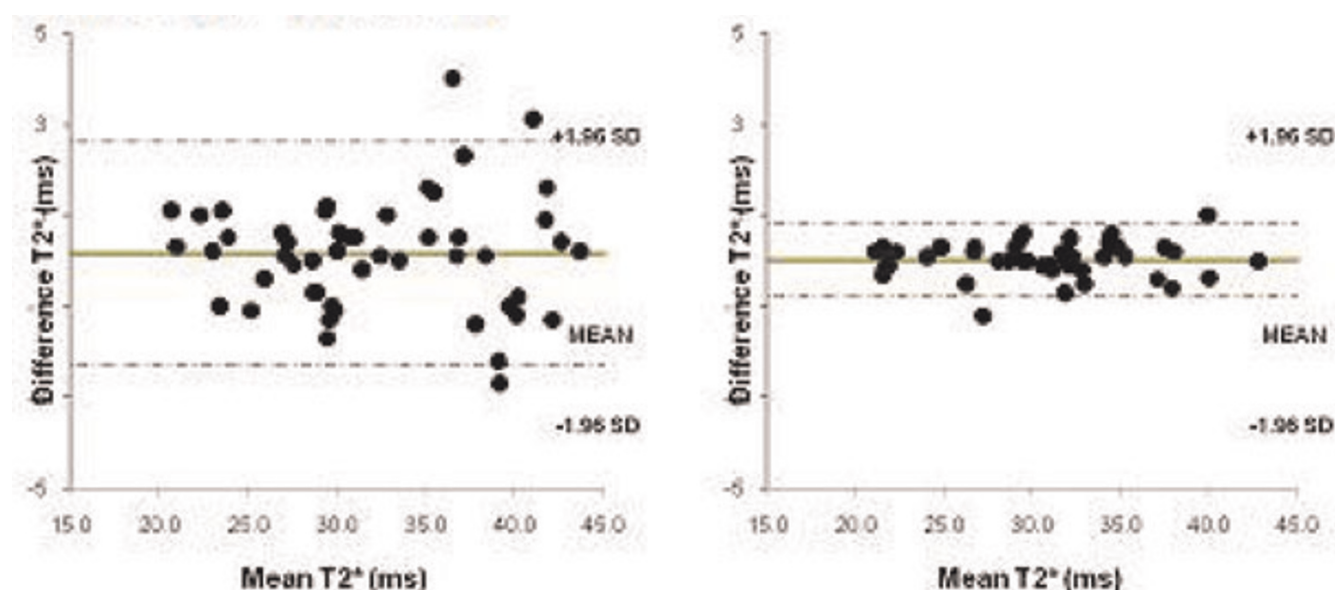 5
3
-5
+1.96 SD
MEAN
-1.96 SD
Difference T2* (ms)
15.0 20.0 25.0 30.0 35.0 40.0 45.0
Mean T2* (ms)
5
3
-5
+1.96 SD
MEAN
-1.96 SD
Difference T2* (ms)
15.0 20.0 25.0 30.0 35.0 40.0 45.0
Mean T2* (ms)